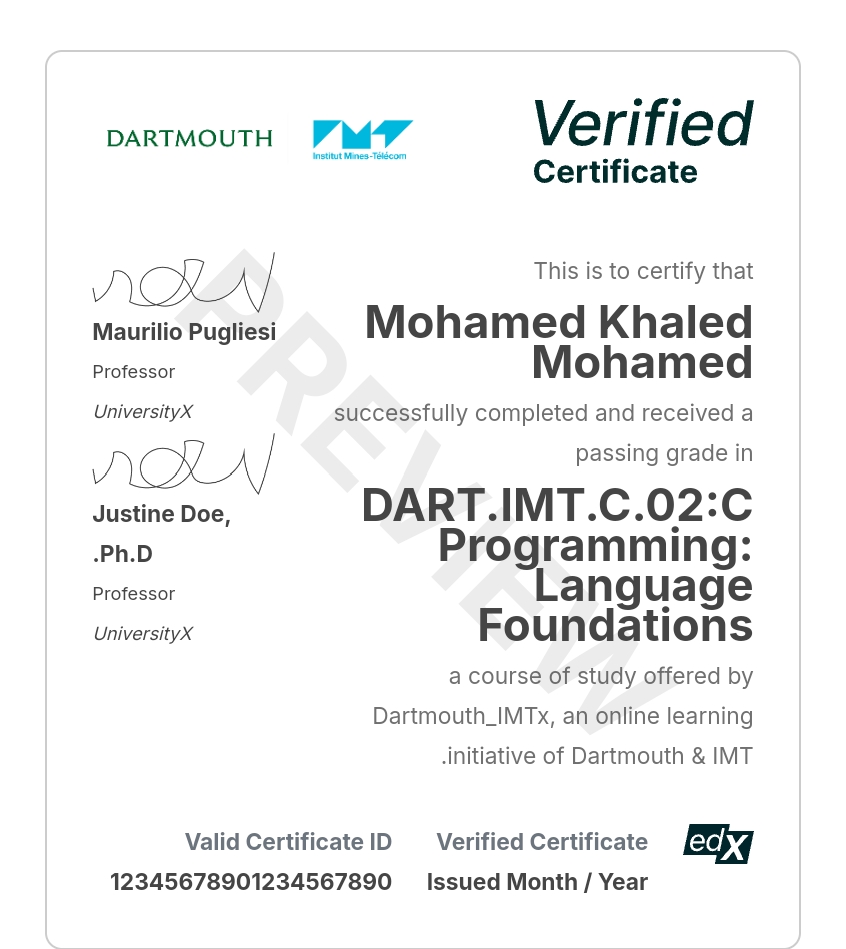 DARTMOUTH
Institut Mines-Télécom
Verified
Certificate
This is to certify that
Mohamed Khaled
Mohamed
successfully completed and received a
passing grade in
DART.IMT.C.02:C
Programming:
Language
Foundations
a course of study offered by
Dartmouth_IMTx, an online learning
.initiative of Dartmouth & IMT
Maurilio Pugliesi
Professor
UniversityX
Justine Doe,
.Ph.D
Professor
UniversityX
PREVIEW
edX
Verified Certificate
Issued Month / Year
Valid Certificate ID
12345678901234567890